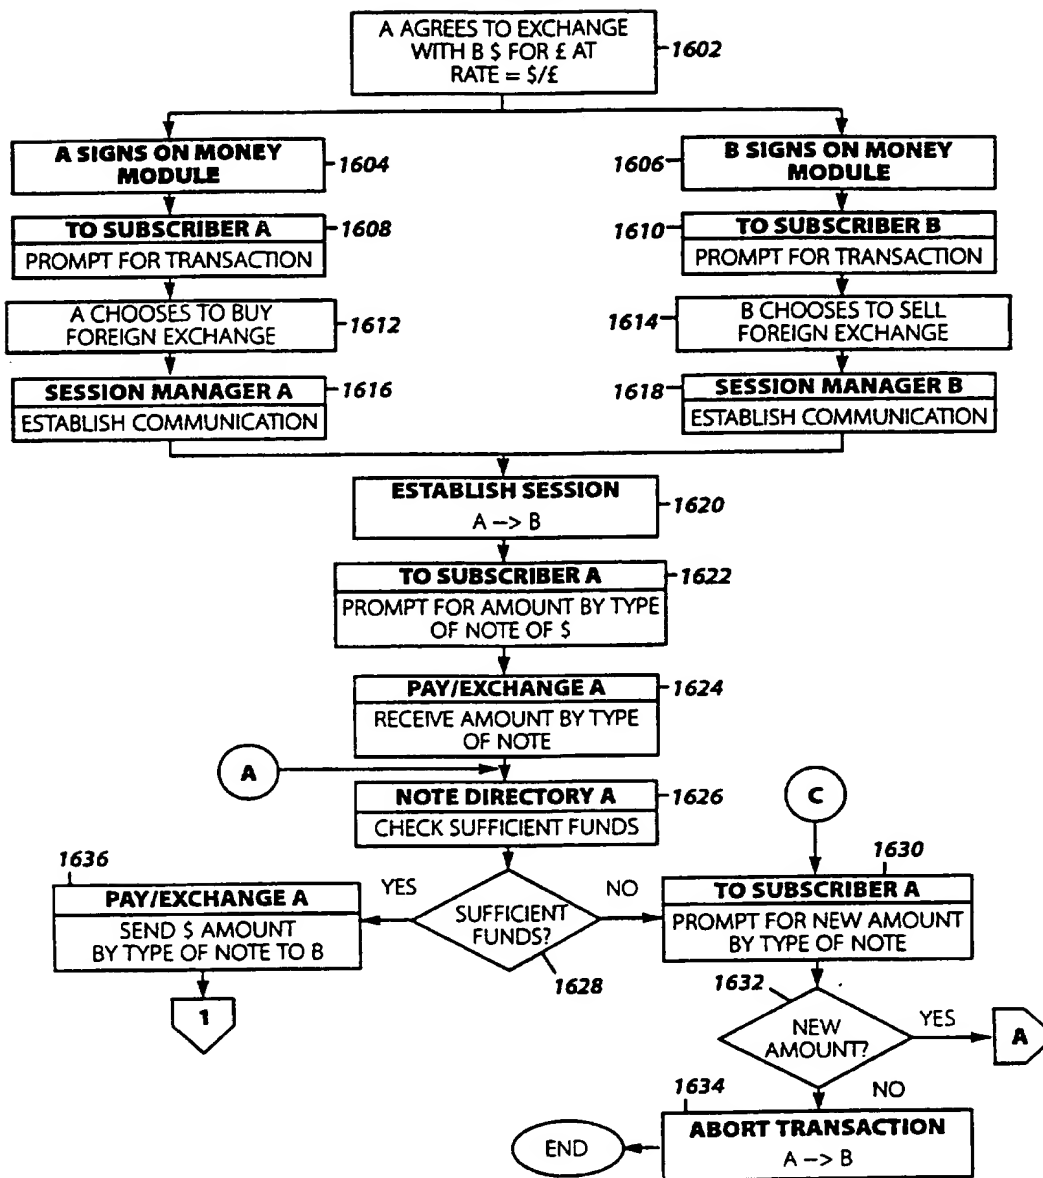 A AGREES TO EXCHANGE
WITH B $ FOR £ AT
RATE = $/£
1602
A SIGNS ON MONEY
MODULE
1604
1606
B SIGNS ON MONEY
MODULE
TO SUBSCRIBER A
1608
PROMPT FOR TRANSACTION
1610
TO SUBSCRIBER B
PROMPT FOR TRANSACTION
A CHOOSES TO BUY
FOREIGN EXCHANGE
1612
1614
B CHOOSES TO SELL
FOREIGN EXCHANGE
SESSION MANAGER A
1616
ESTABLISH COMMUNICATION
1618
SESSION MANAGER B
ESTABLISH COMMUNICATION
ESTABLISH SESSION
A --> B
1620
TO SUBSCRIBER A
1622
PROMPT FOR AMOUNT BY TYPE
OF NOTE OF $
PAY/EXCHANGE A
1624
RECEIVE AMOUNT BY TYPE
OF NOTE
A
NOTE DIRECTORY A
1626
CHECK SUFFICIENT FUNDS
C
1636
PAY/EXCHANGE A
SEND $ AMOUNT
BY TYPE OF NOTE TO B
YES
SUFFICIENT
FUNDS?
NO
1628
1630
TO SUBSCRIBER A
PROMPT FOR NEW AMOUNT
BY TYPE OF NOTE
1
1632
NEW
AMOUNT?
YES
A
NO
1634
ABORT TRANSACTION
A --> B
END